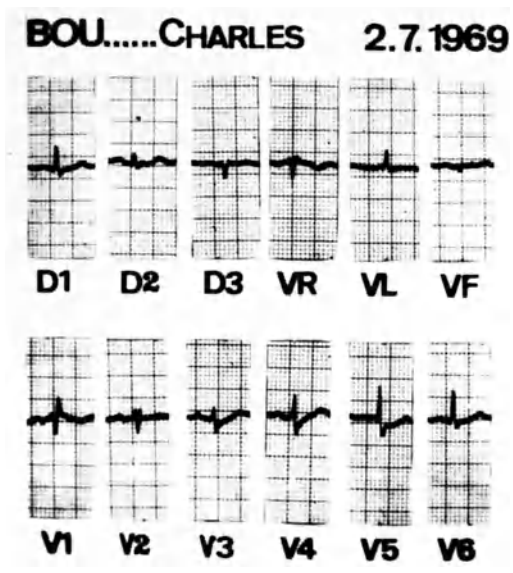 BOU......CHARLES 2.7.1969
D1 D2 D3 VR VL VF
V1 V2 V3 V4 V5 V6